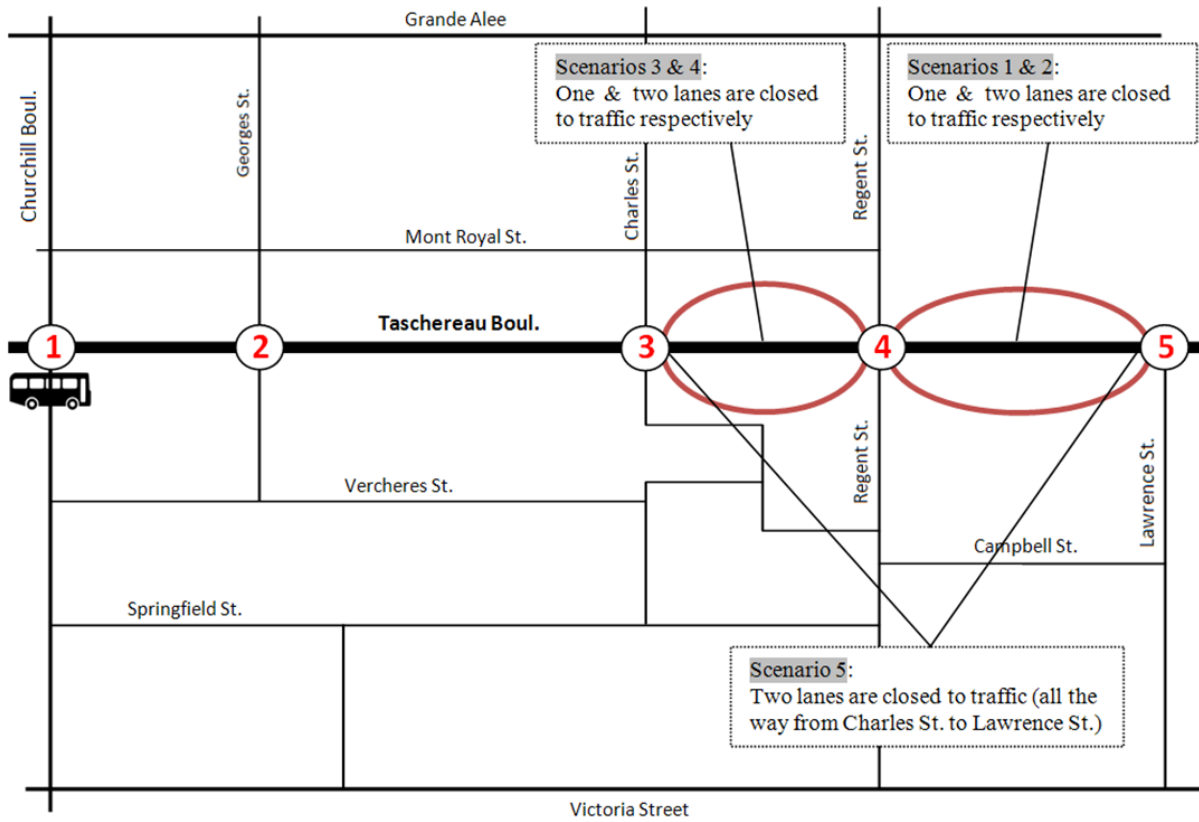 Grande Alee
Scenarios 3 & 4:
One & two lanes are closed
to traffic respectively
Scenarios 1 & 2:
One & two lanes are closed
to traffic respectively
Churchill Boul.
Georges St.
Charles St.
Regent St.
Mont Royal St.
Taschereau Boul.
1
2
3
4
5
Regent St.
Lawrence St.
Vercheres St.
Campbell St.
Springfield St.
Scenario 5:
Two lanes are closed to traffic (all the
way from Charles St. to Lawrence St.)
Victoria Street